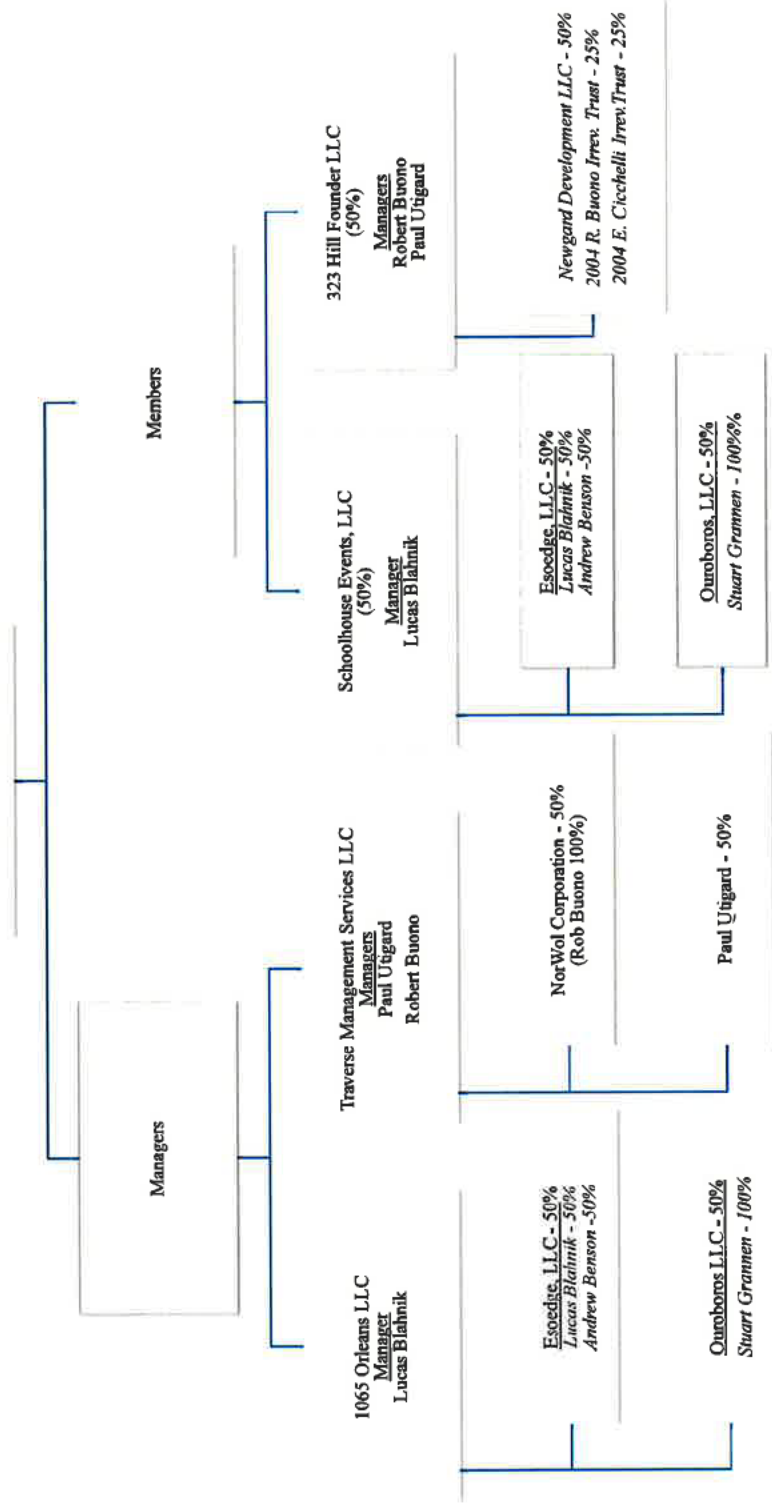 Managers
Members
1065 Orleans LLC
Manager
Lucas Blahnik
Traverse Management Services LLC
Managers
Paul Utigard
Robert Buono
Schoolhouse Events, LLC
(50%)
Manager
Lucas Blahnik
323 Hill Founder LLC
(50%)
Managers
Robert Buono
Paul Utigard
Esoedge, LLC - 50%
Lucas Blahnik - 50%
Andrew Benson -50%
Ouroboros LLC - 50%
Stuart Grannen - 100%
NorWol Corporation - 50%
(Rob Buono 100%)
Paul Utigard - 50%
Esoedge, LLC - 50%
Lucas Blahnik - 50%
Andrew Benson -50%
Ouroboros, LLC - 50%
Stuart Grannen - 100%%
Newgand Development LLC - 50%
2004 R. Buono Irrev. Trust - 25%
2004 E. Cicchelli Irrev.Trust - 25%